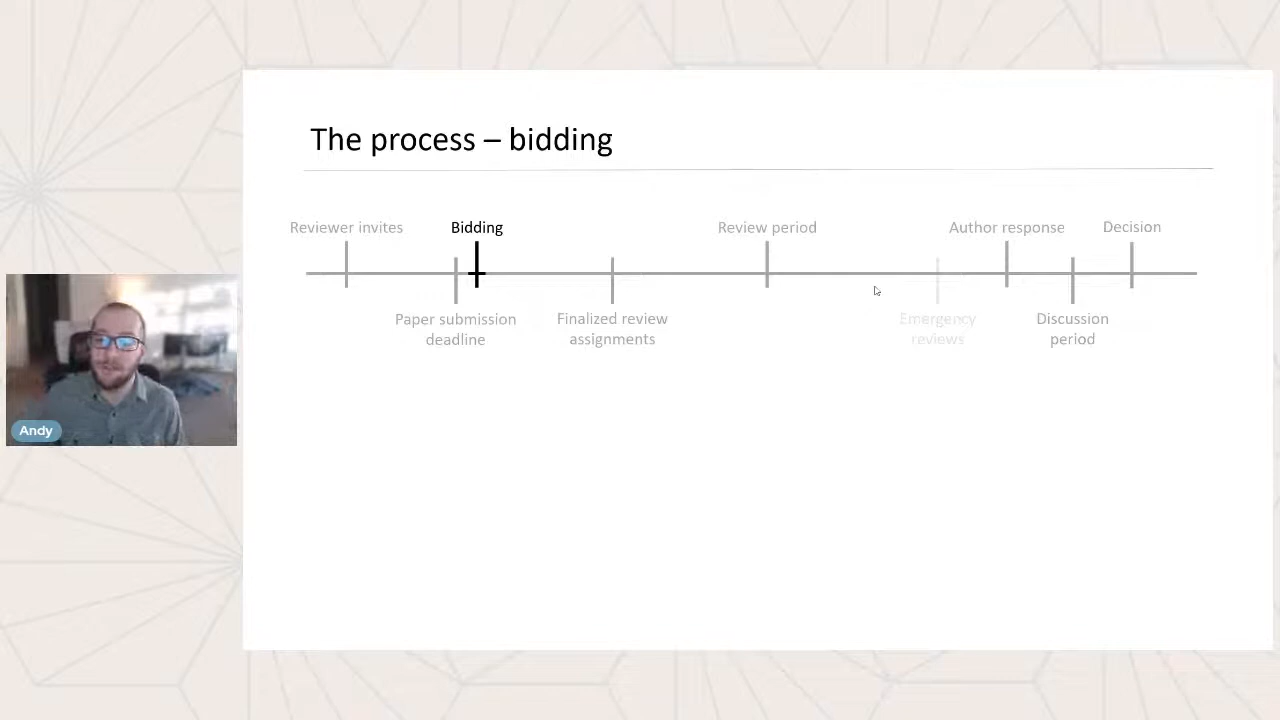 The process – bidding
Reviewer invites
Bidding
Review period
Author response
Decision
Paper submission
deadline
Finalized review
assignments
Emergency
reviews
Discussion
period
Andy